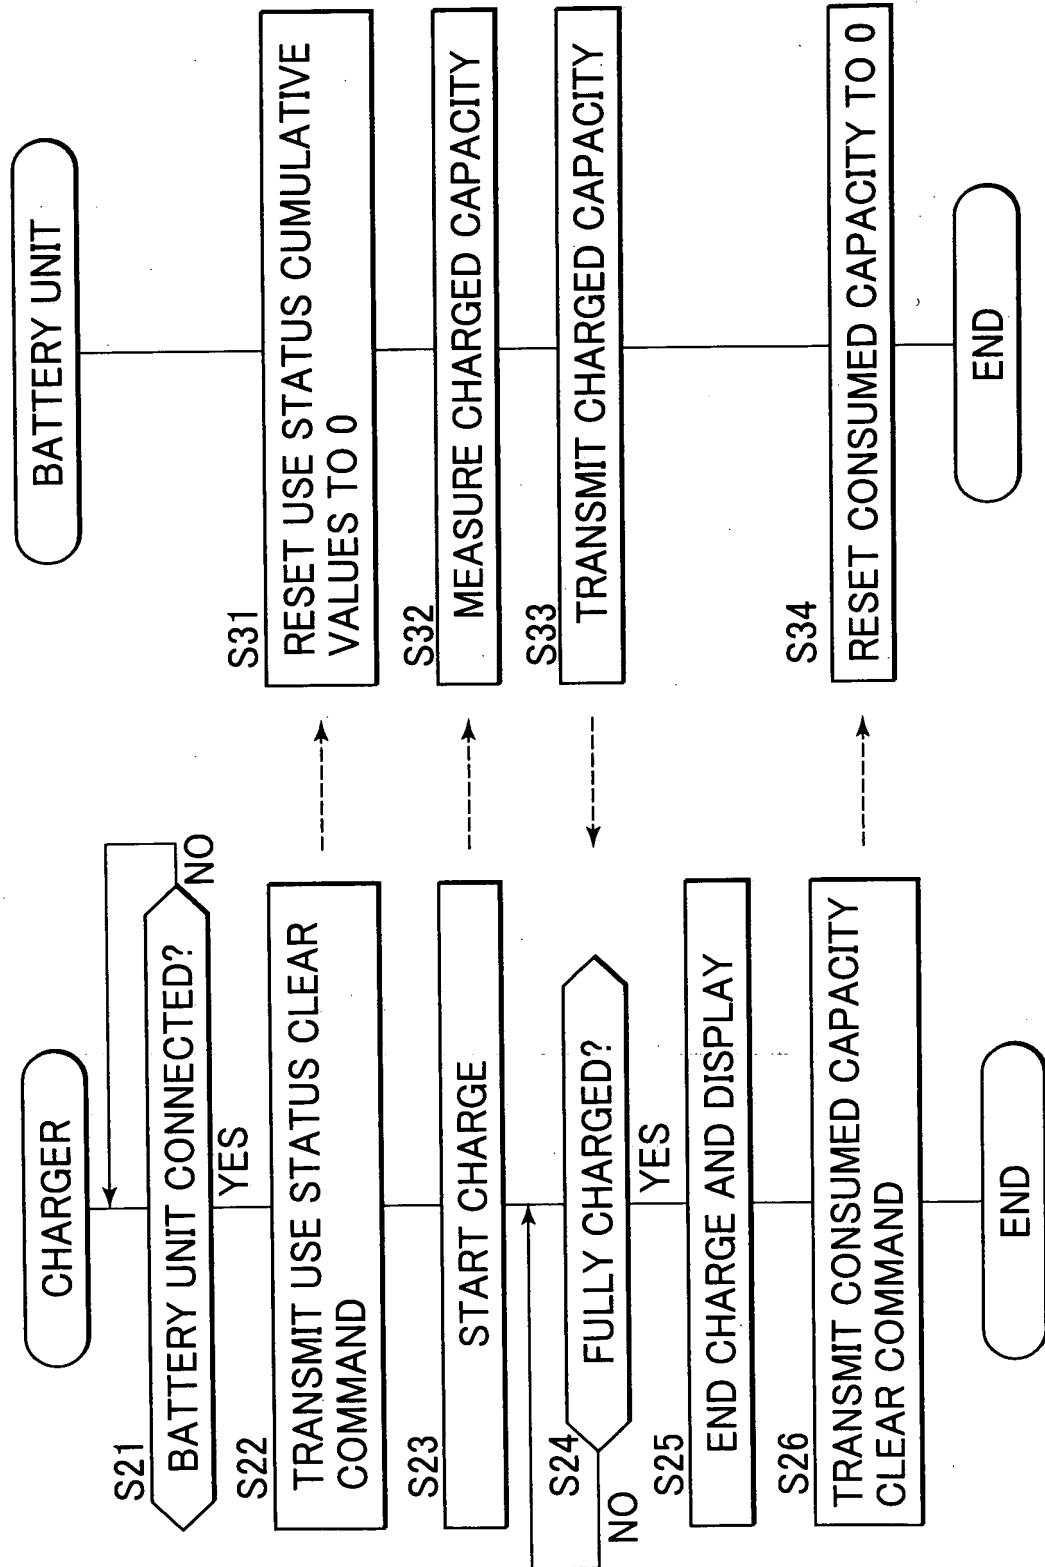 CHARGER
S21
BATTERY UNIT CONNECTED?
NO
YES
S22
TRANSMIT USE STATUS CLEAR
COMMAND
S23
START CHARGE
S24
FULLY CHARGED?
NO
YES
S25
END CHARGE AND DISPLAY
S26
TRANSMIT CONSUMED CAPACITY
CLEAR COMMAND
END
BATTERY UNIT
S31
RESET USE STATUS CUMULATIVE
VALUES TO 0
S32
MEASURE CHARGED CAPACITY
S33
TRANSMIT CHARGED CAPACITY
S34
RESET CONSUMED CAPACITY TO 0
END